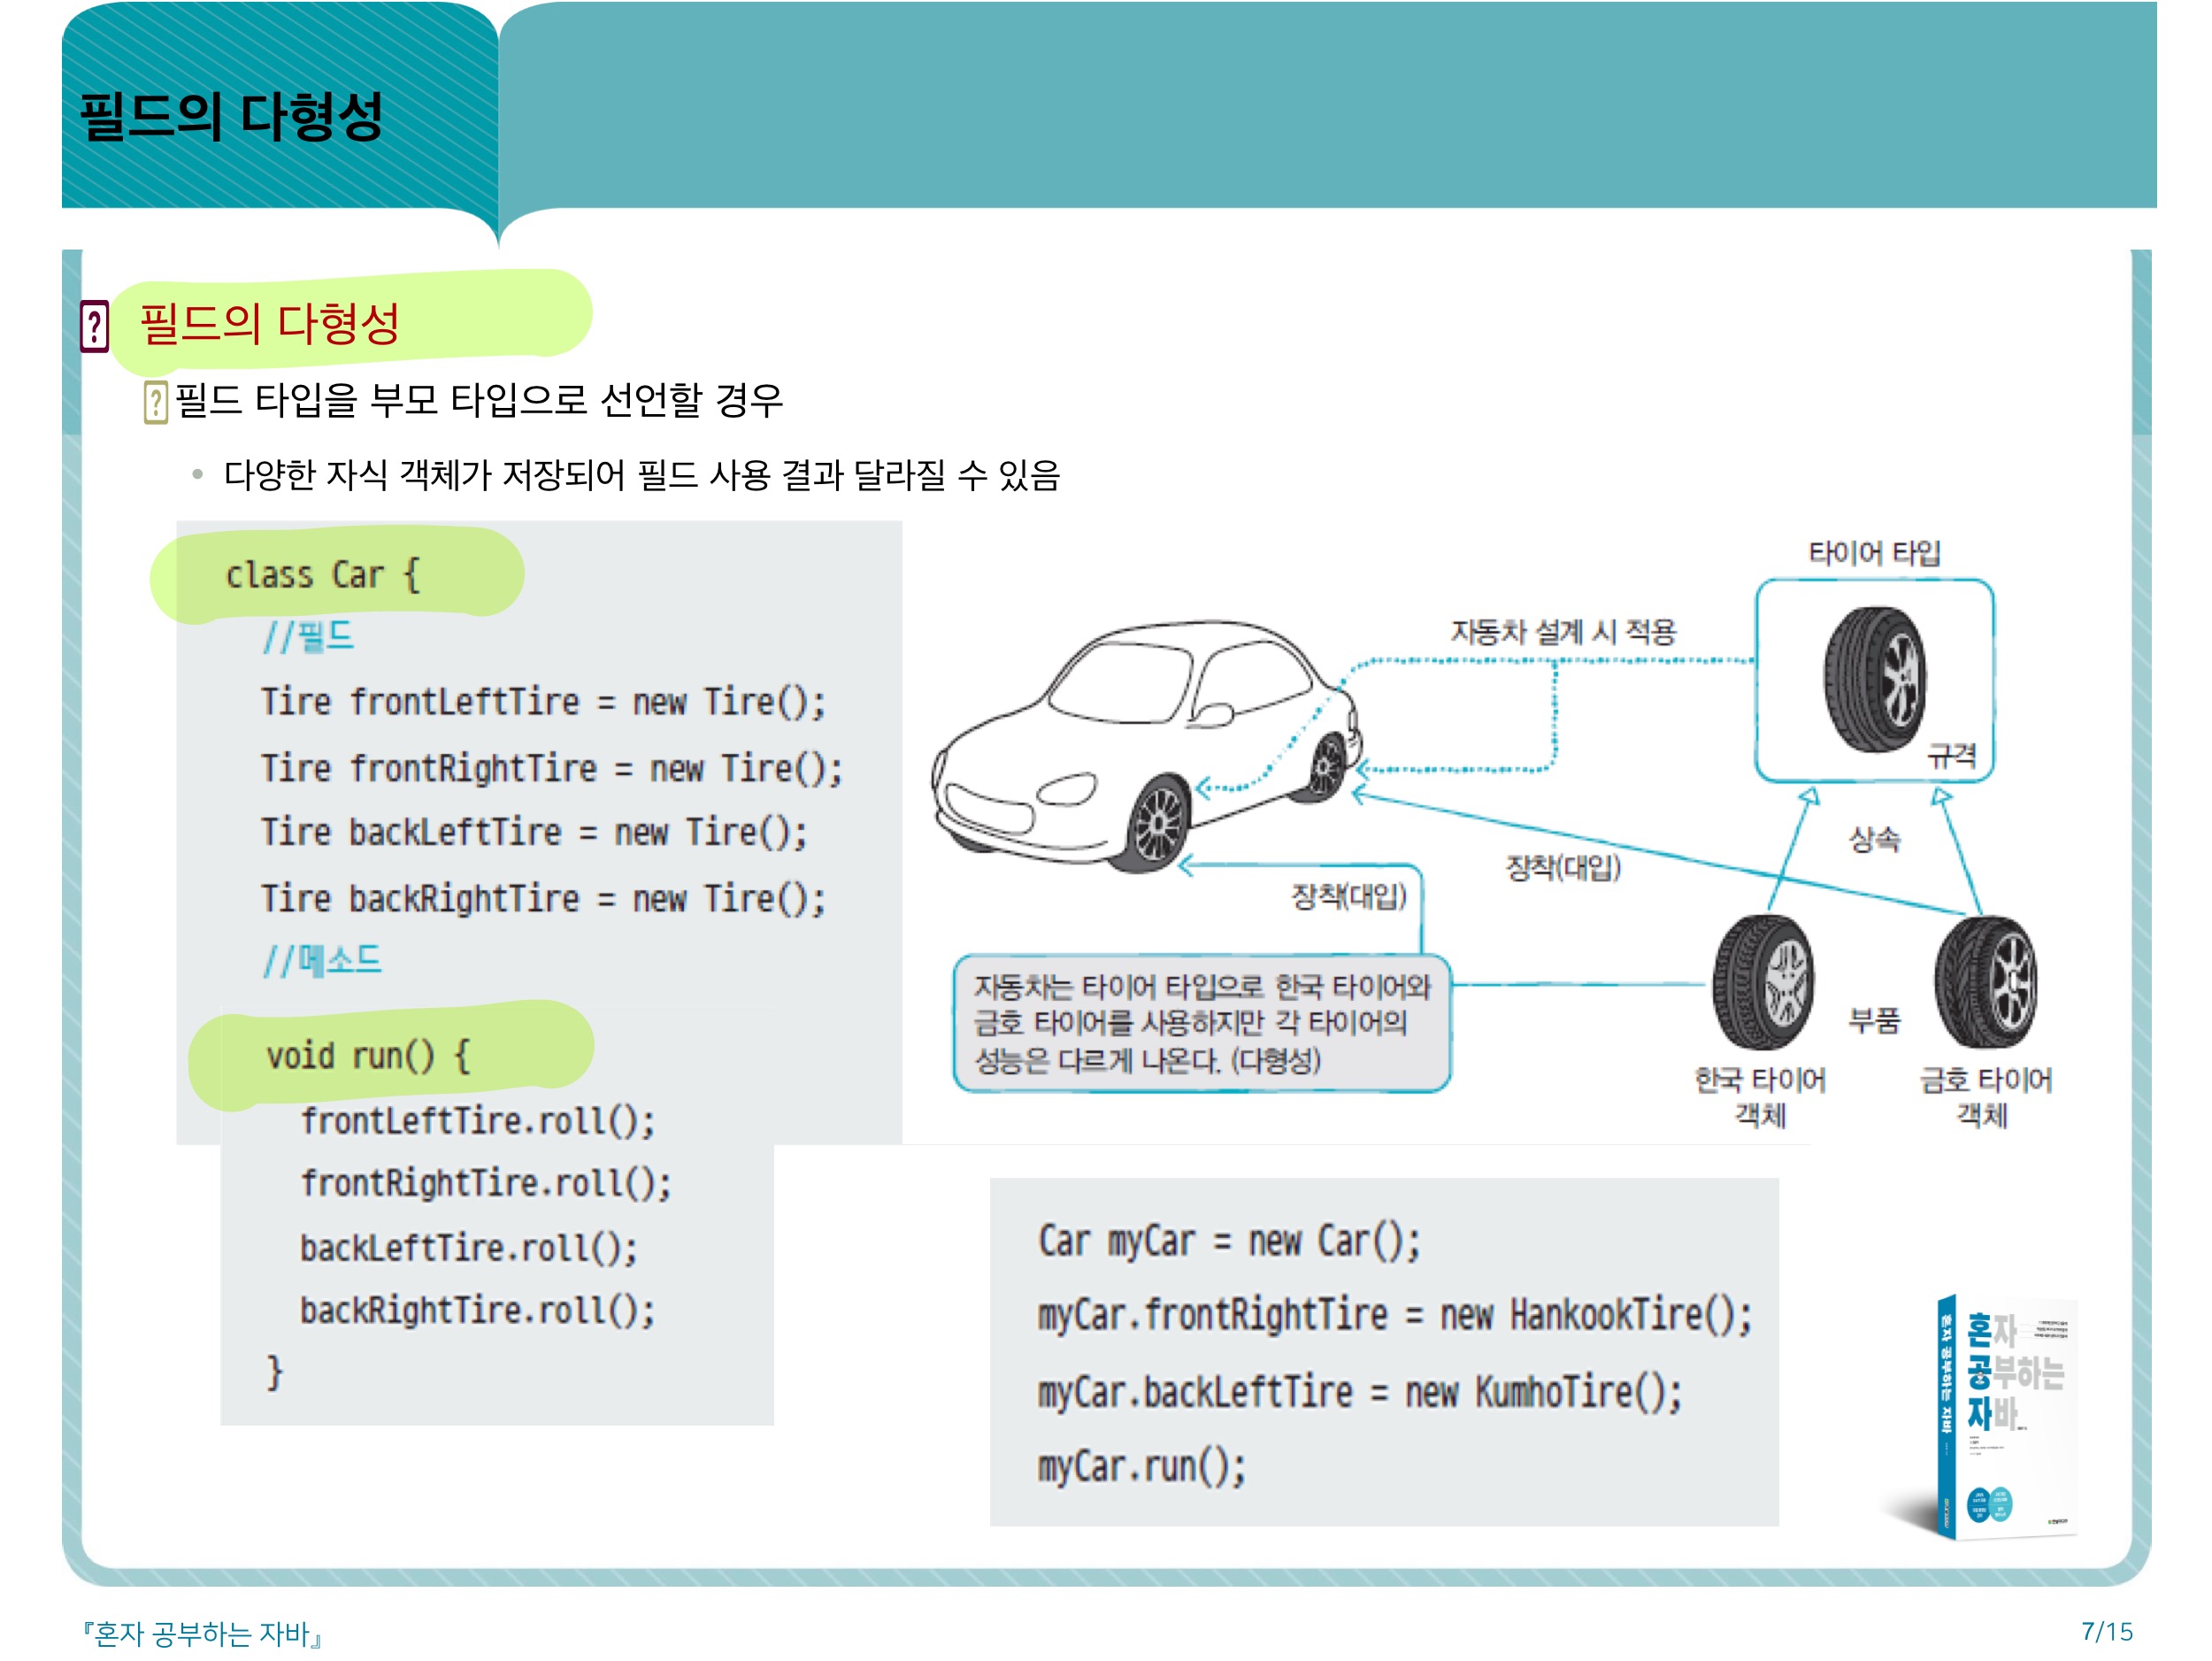 필드의 다형성
필드의 다형성
필드 타입을 부모 타입으로 선언할 경우
• 다양한 자식 객체가 저장되어 필드 사용 결과 달라질 수 있음
class Car {
//필드
Tire frontLeftTire = new Tire();
Tire frontRightTire = new Tire();
Tire backLeftTire = new Tire();
Tire backRightTire = new Tire();
//메소드
void run() {
frontLeftTire.roll();
frontRightTire.roll();
backLeftTire.roll();
backRightTire.roll();
}
타이어 타입
자동차 설계 시 적용
규격
상속
장착(대입)
장착(대입)
자동차는 타이어 타입으로 한국 타이어와
금호 타이어를 사용하지만 각 타이어의
성능은 다르게 나온다. (다형성)
부품
한국 타이어
객체
금호 타이어
객체
Car myCar = new Car();
myCar.frontRightTire = new HankookTire();
myCar.backLeftTire = new KumhoTire();
myCar.run();
혼자 공부하는 자바
혼자
공부하는
자바
『혼자 공부하는 자바』
7/15